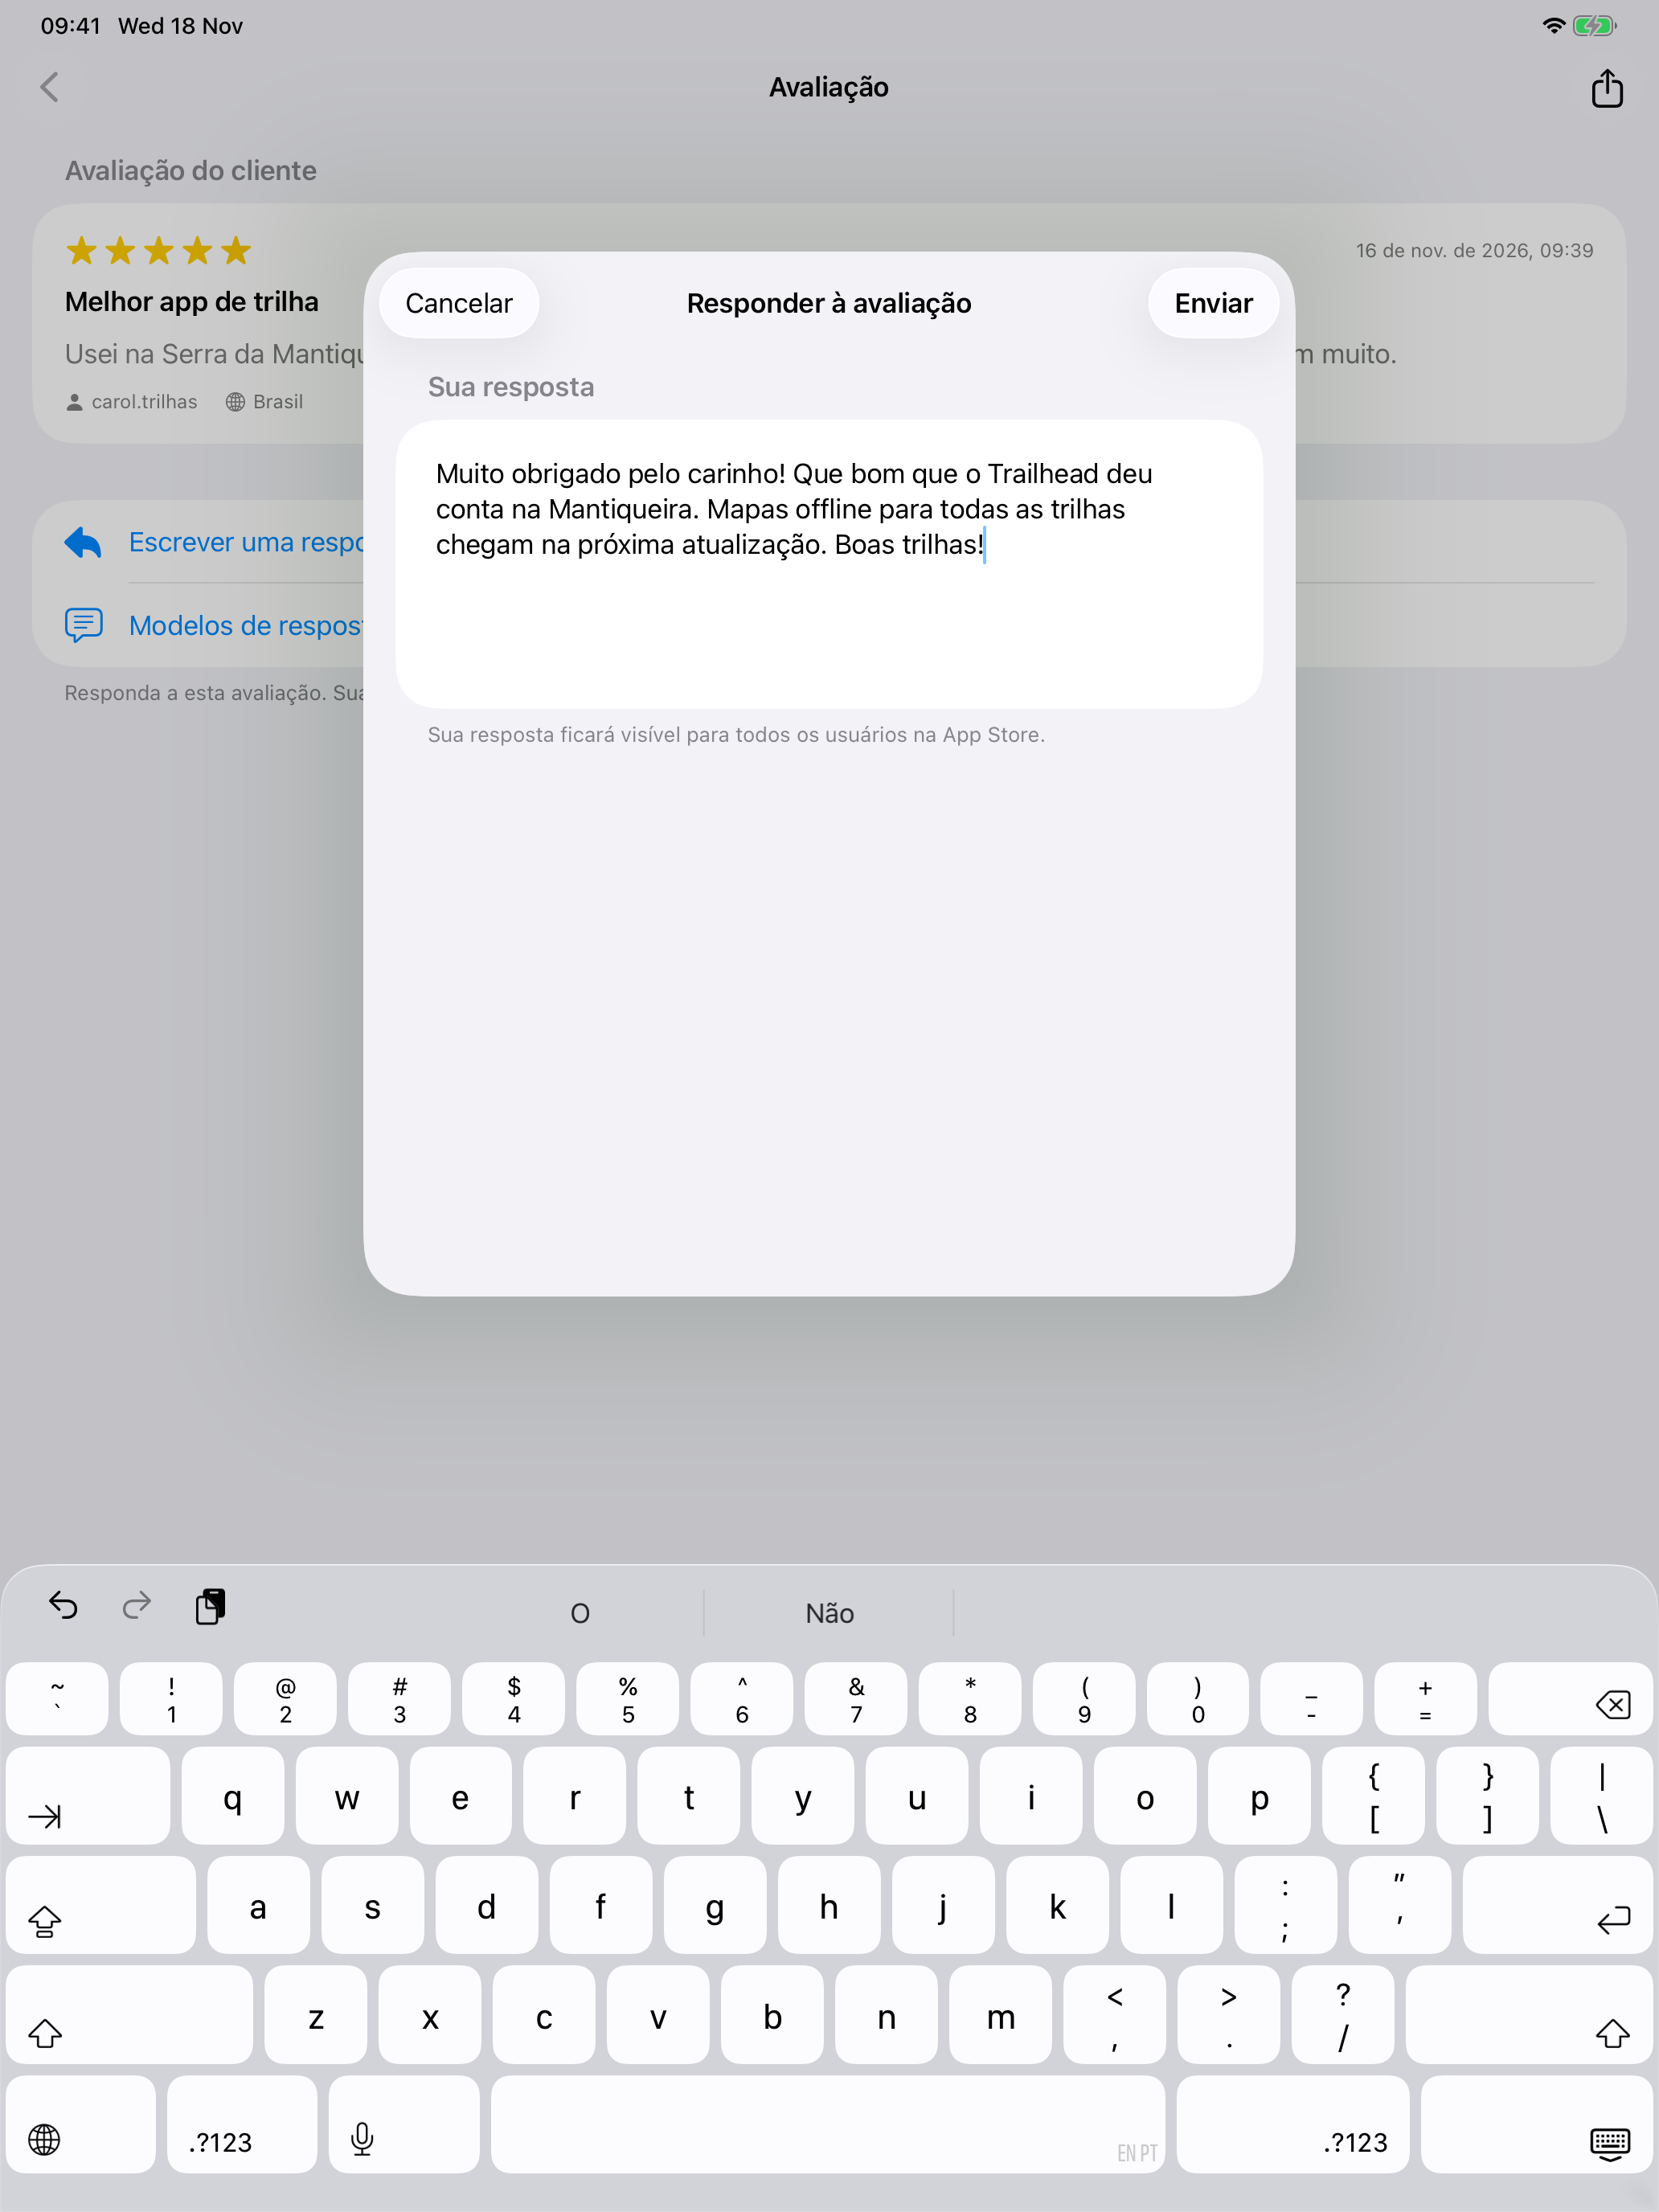 09:41 Wed 18 Nov
Avaliação
Avaliação do cliente
16 de nov. de 2026, 09:39
Melhor app de trilha
Usei na Serra da
m muito.
carol.trilhas Brasil
Escrever uma
Modelos de
Responda a esta avaliação.
Cancelar
Responder à avaliação
Enviar
Sua resposta
Muito obrigado pelo carinho! Que bom que o Trailhead deu
conta na Mantiqueira. Mapas offline para todas as trilhas
chegam na próxima atualização. Boas trilhas!
Sua resposta ficará visível para todos os usuários na App Store.
O Não
~ ! @ # $ % ^ & * ( ) _ +
` 1 2 3 4 5 6 7 8 9 0 - =
q w e r t y u i o p { [ } ] | \
a s d f g h j k l : ; " '
z x c v b n m < , > . ? /
.?123 EN PT .?123